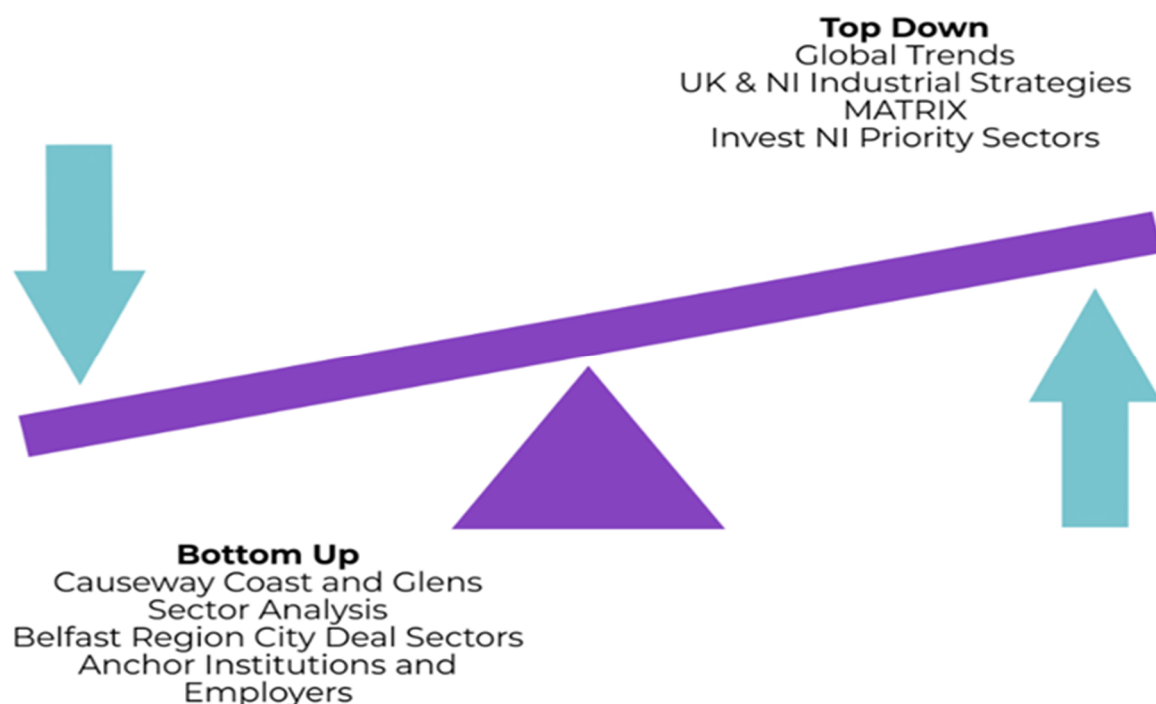 Top Down
Global Trends
UK & NI Industrial Strategies
MATRIX
Invest NI Priority Sectors
Bottom Up
Causeway Coast and Glens
Sector Analysis
Belfast Region City Deal Sectors
Anchor Institutions and
Employers